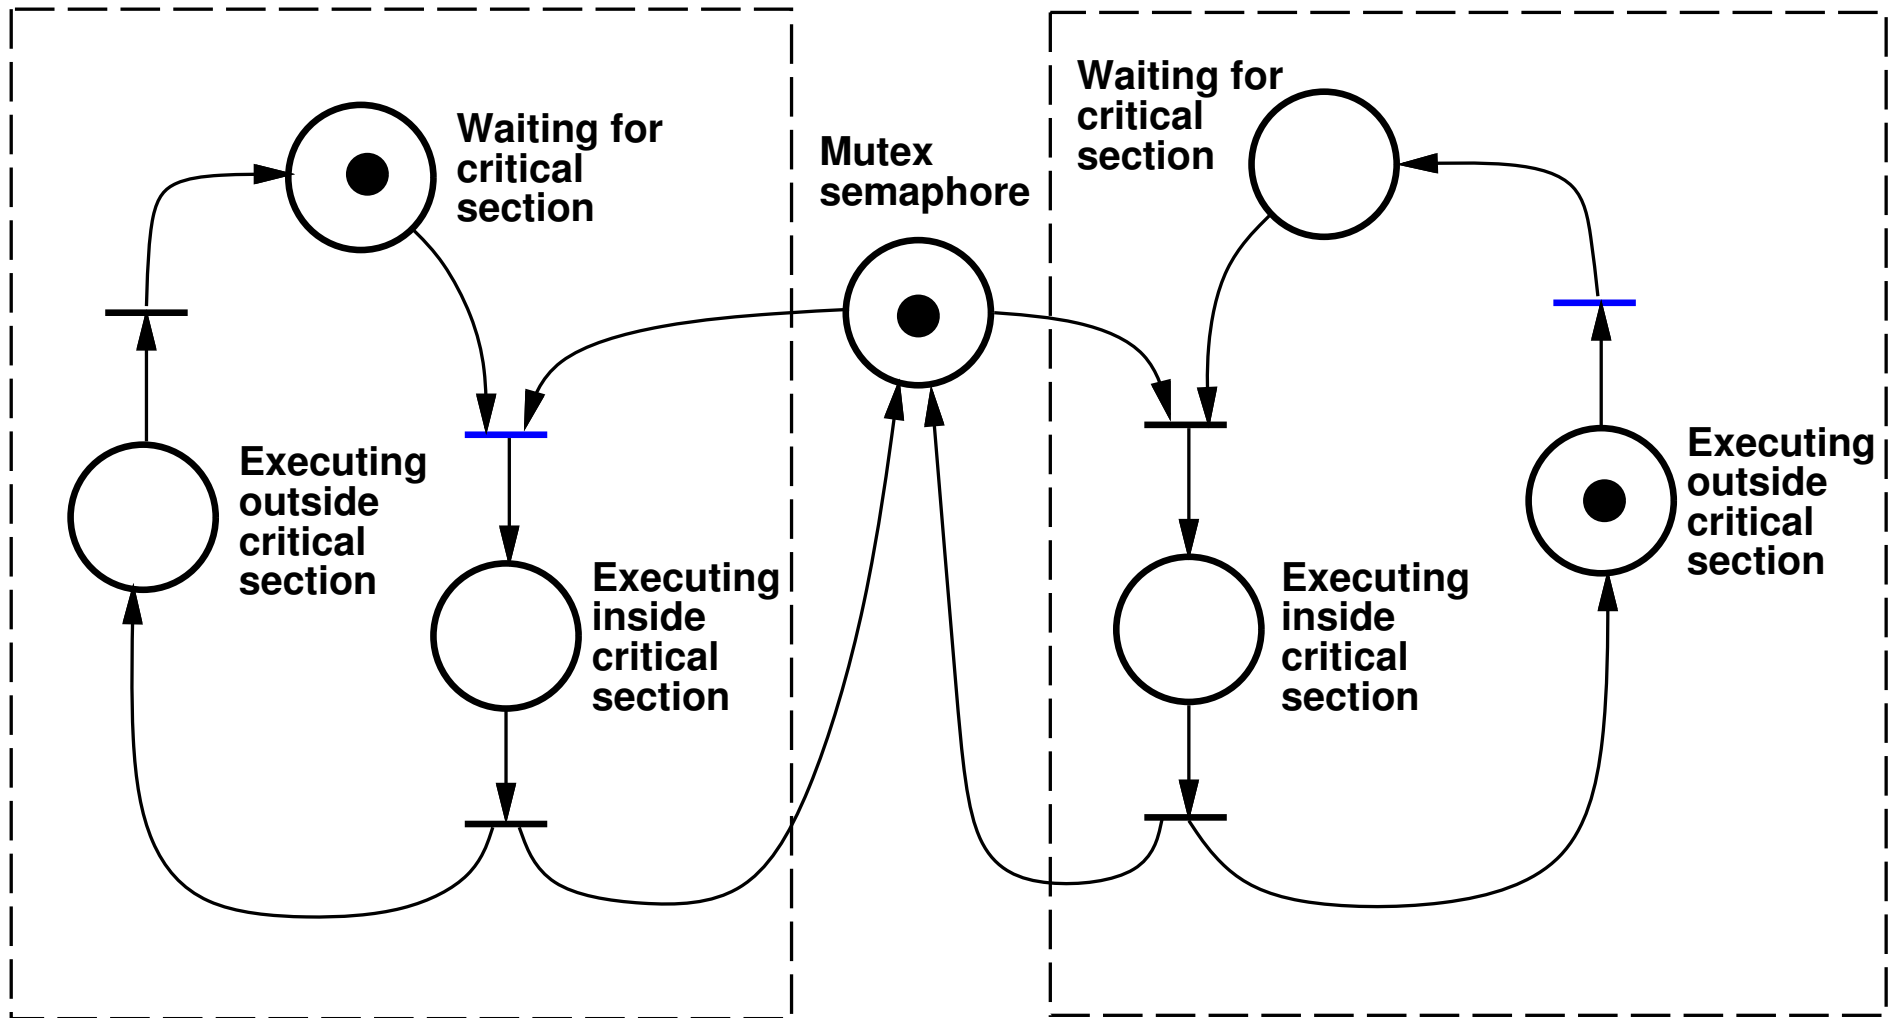 Waiting for
critical
section
Mutex
semaphore
Waiting for
critical
section
Executing
outside
critical
section
Executing
inside
critical
section
Executing
inside
critical
section
Executing
outside
critical
section